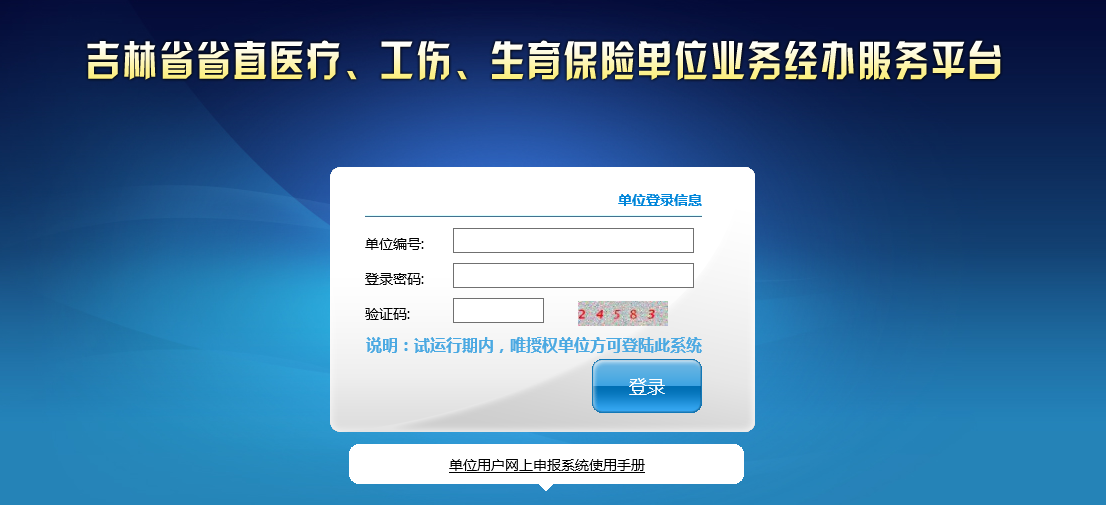 吉林省省直医疗、工伤、生育保险单位业务经办服务平台
单位登录信息
单位编号:
登录密码:
验证码:
24583
说明：试运行期内，唯授权单位方可登陆此系统
登录
单位用户网上申报系统使用手册